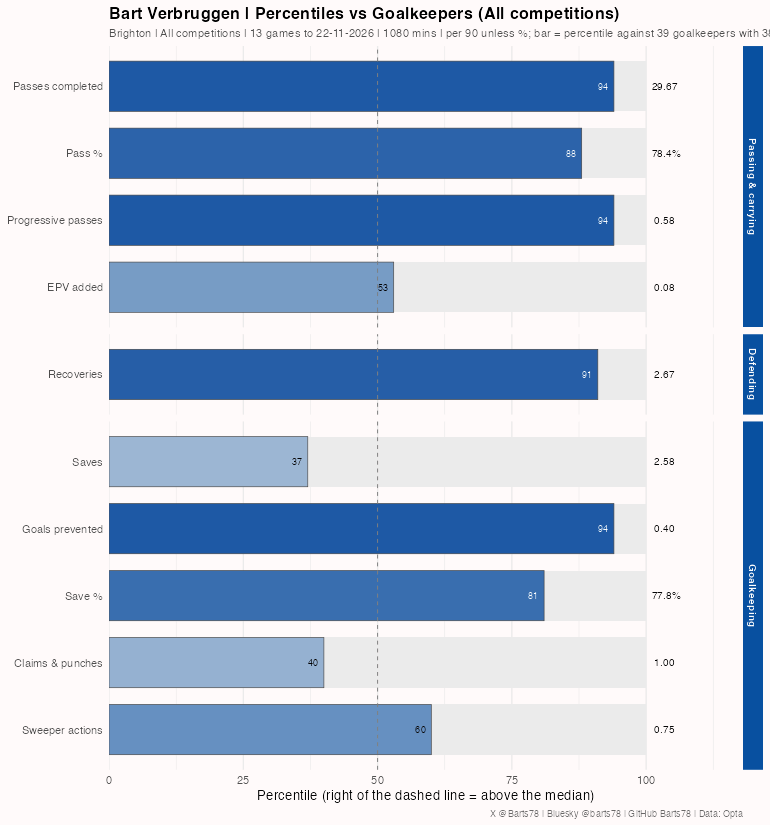 Bart Verbruggen | Percentiles vs Goalkeepers (All competitions)
Brighton | All competitions | 13 games to 22-11-2026 | 1080 mins | per 90 unless %; bar = percentile against 39 goalkeepers with 38
Passes completed 94 29.67
Pass % 88 78.4%
Progressive passes 94 0.58
EPV added 53 0.08
Passing & carrying
Recoveries 91 2.67
Defending
Saves 37 2.58
Goals prevented 94 0.40
Save % 81 77.8%
Claims & punches 40 1.00
Sweeper actions 60 0.75
Goalkeeping
0 25 50 75 100
Percentile (right of the dashed line = above the median)
X @Barts78 | Bluesky @barts78 | GitHub Barts78 | Data: Opta